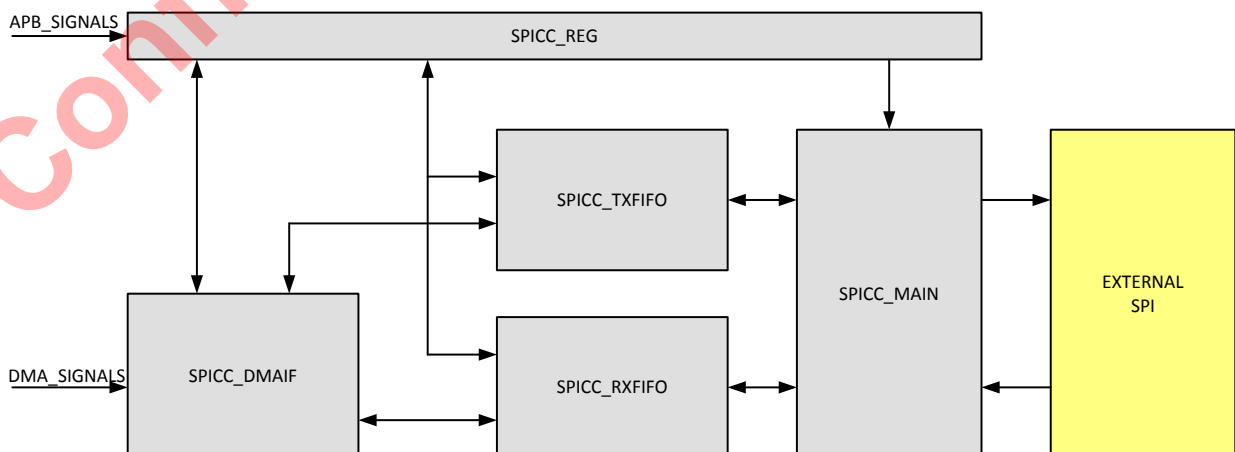 APB_SIGNALS
SPICC_REG
SPICC_TXFIFO
SPICC_MAIN
EXTERNAL
SPI
DMA_SIGNALS
SPICC_DMAIF
SPICC_RXFIFO